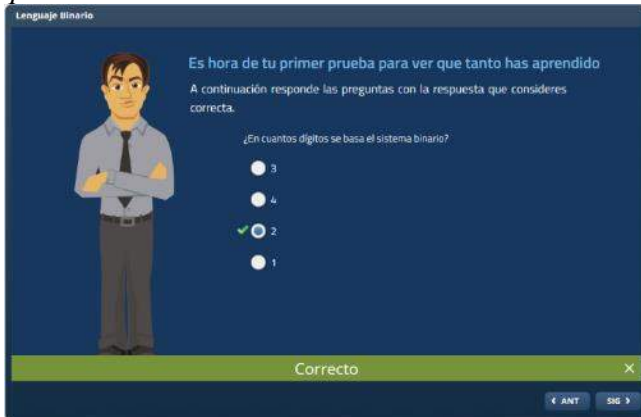 Lenguaje Binario
Es hora de tu primer prueba para ver que tanto has aprendido
A continuación responde las preguntas con la respuesta que consideres
correcta.
¿En cuantos dígitos se basa el sistema binario?
3
4
2
1
Correcto
ANT
SIG